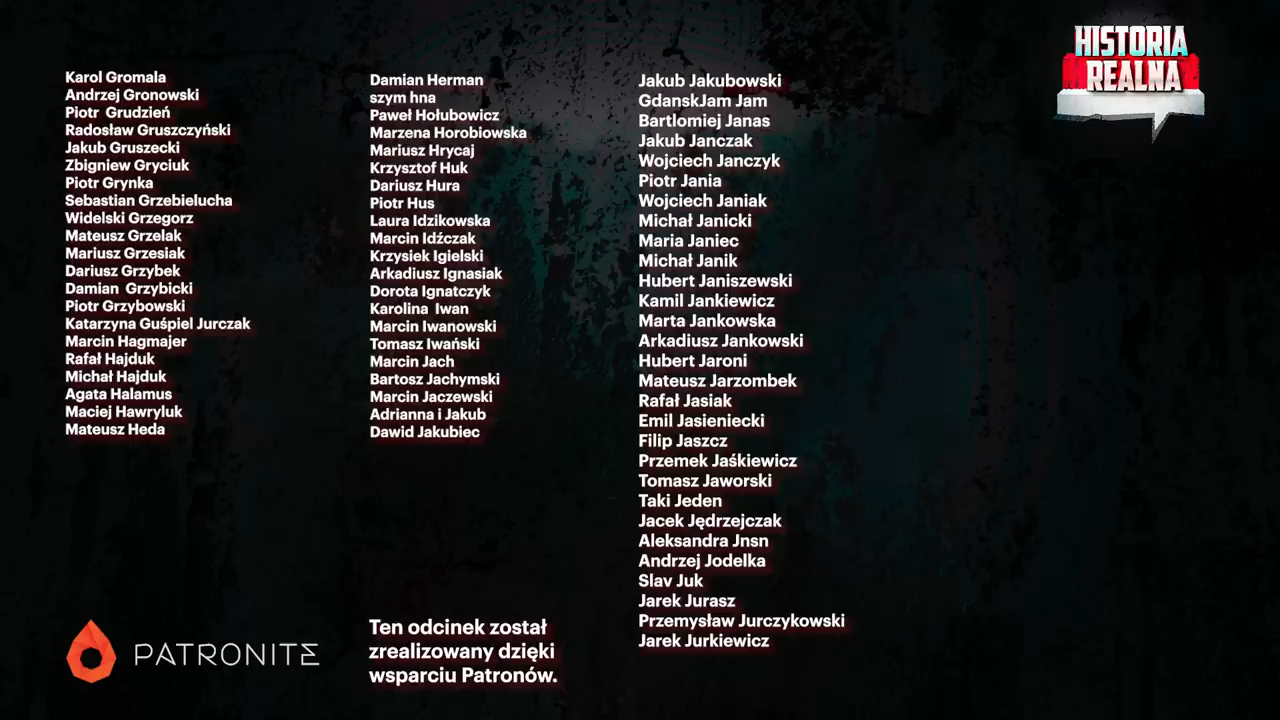 Karol Gromala
Andrzej Gronowski
Piotr  Grudzień
Radosław Gruszczyński
Jakub Gruszecki
Zbigniew Gryciuk
Piotr Grynka
Sebastian Grzebielucha
Widelski Grzegorz
Mateusz Grzelak
Mariusz Grzesiak
Dariusz Grzybek
Damian  Grzybicki
Piotr Grzybowski
Katarzyna Guśpiel Jurczak
Marcin Hagmajer
Rafał Hajduk
Michał Hajduk
Agata Halamus
Maciej Hawryluk
Mateusz Heda
Damian Herman
szym hna
Paweł Hołubowicz
Marzena Horobiowska
Mariusz Hrycaj
Krzysztof Huk
Dariusz Hura
Piotr Hus
Laura Idzikowska
Marcin Idźczak
Krzysiek Igielski
Arkadiusz Ignasiak
Dorota Ignatczyk
Karolina  Iwan
Marcin Iwanowski
Tomasz Iwański
Marcin Jach
Bartosz Jachymski
Marcin Jaczewski
Adrianna i Jakub
Dawid Jakubiec
Jakub Jakubowski
GdanskJam Jam
Bartlomiej Janas
Jakub Janczak
Wojciech Janczyk
Piotr Jania
Wojciech Janiak
Michał Janicki
Maria Janiec
Michał Janik
Hubert Janiszewski
Kamil Jankiewicz
Marta Jankowska
Arkadiusz Jankowski
Hubert Jaroni
Mateusz Jarzombek
Rafał Jasiak
Emil Jasieniecki
Filip Jaszcz
Przemek Jaśkiewicz
Tomasz Jaworski
Taki Jeden
Jacek Jędrzejczak
Aleksandra Jnsn
Andrzej Jodelka
Slav Juk
Jarek Jurasz
Przemysław Jurczykowski
Jarek Jurkiewicz
HISTORIA
REALNA
PATRONITE
Ten odcinek został
zrealizowany dzięki
wsparciu Patronów.